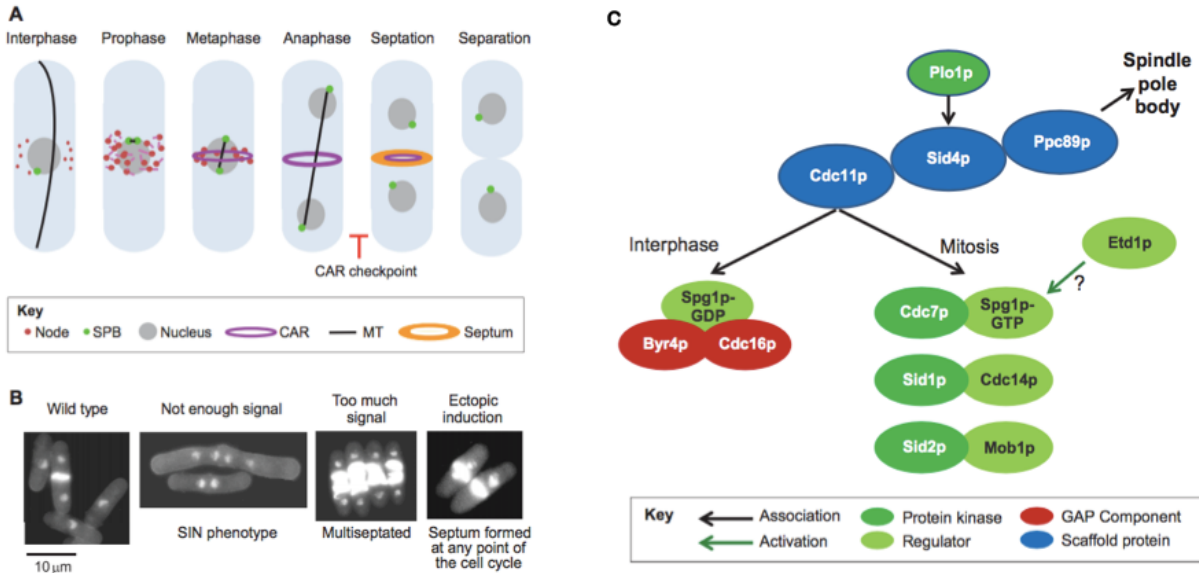 A
Interphase
Prophase
Metaphase
Anaphase
Septation
Separation
CAR checkpoint
Key
Node
SPB
Nucleus
CAR
MT
Septum
B
Wild type
Not enough signal
Too much
signal
Ectopic
induction
SIN phenotype
Multiseptated
Septum formed
at any point of
the cell cycle
10 μm
C
Plo1p
Spindle
pole
body
Ppc89p
Sid4p
Cdc11p
Interphase
Mitosis
Etd1p
?
Spg1p-
GDP
Byr4p
Cdc16p
Cdc7p
Spg1p-
GTP
Sid1p
Cdc14p
Sid2p
Mob1p
Key
Association
Protein kinase
GAP Component
Activation
Regulator
Scaffold protein